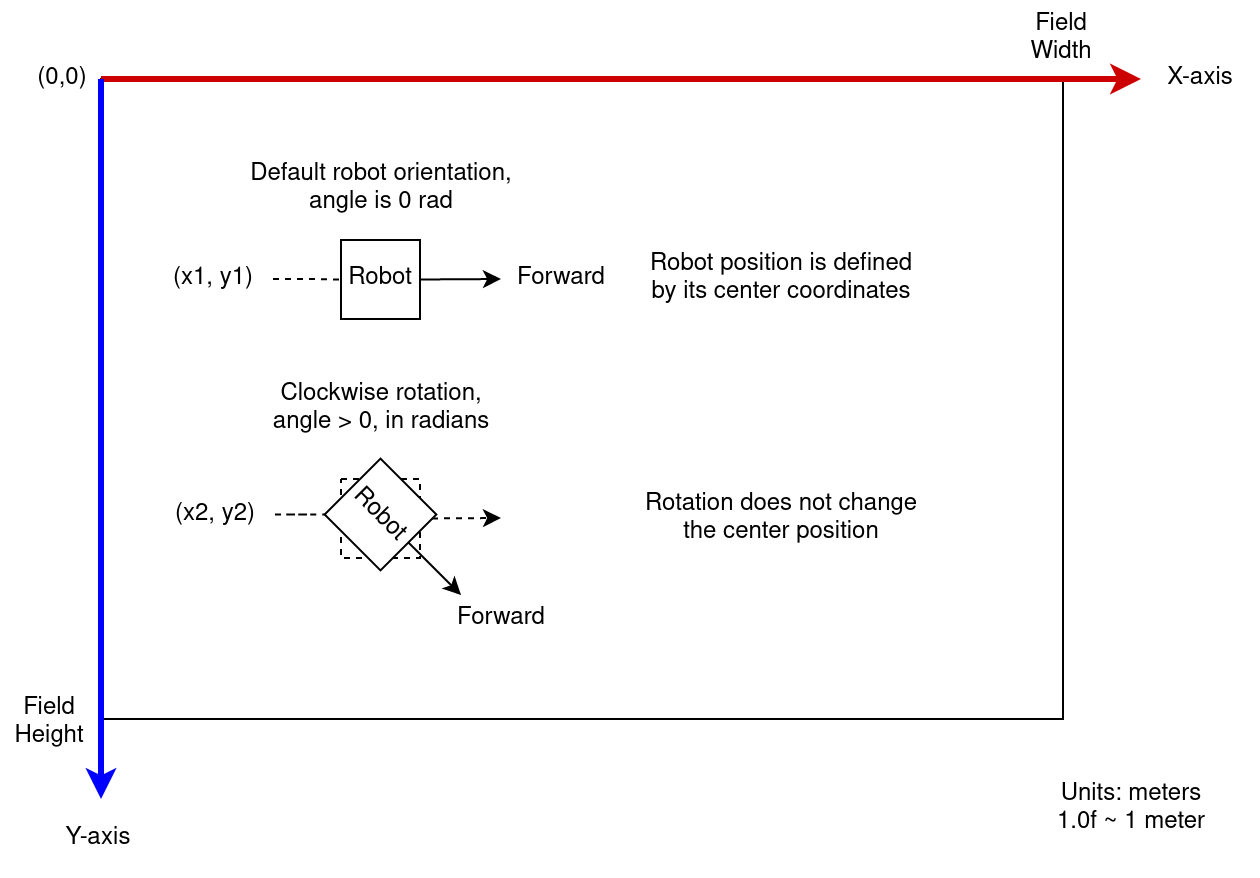 Field
Width
(0,0)
X-axis
Default robot orientation,
angle is 0 rad
(x1, y1)
Robot
Forward
Robot position is defined
by its center coordinates
Clockwise rotation,
angle > 0, in radians
(x2, y2)
Robot
Rotation does not change
the center position
Forward
Field
Height
Units: meters
1.0f ~ 1 meter
Y-axis